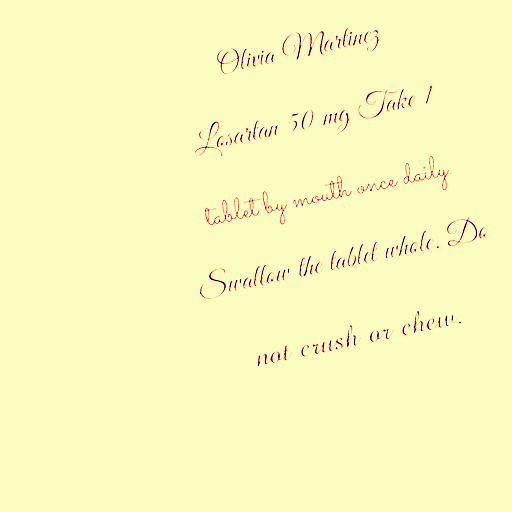 Olivia Martinez
Losartan 50 mg Take 1
tablet by mouth once daily.
Swallow the tablet whole. Do
not crush or chew.